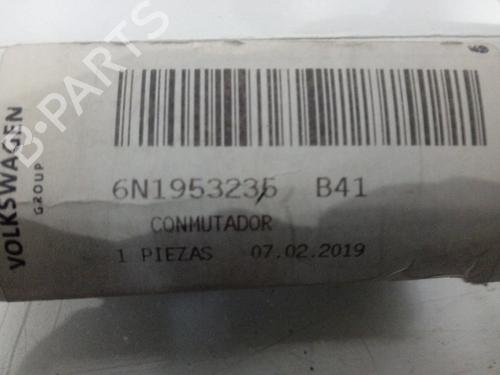 VOLKSWAGEN
GROUP
B-PARTS
6N1953235 B41
CONMUTADOR
1 PIEZAS 07.02.2019